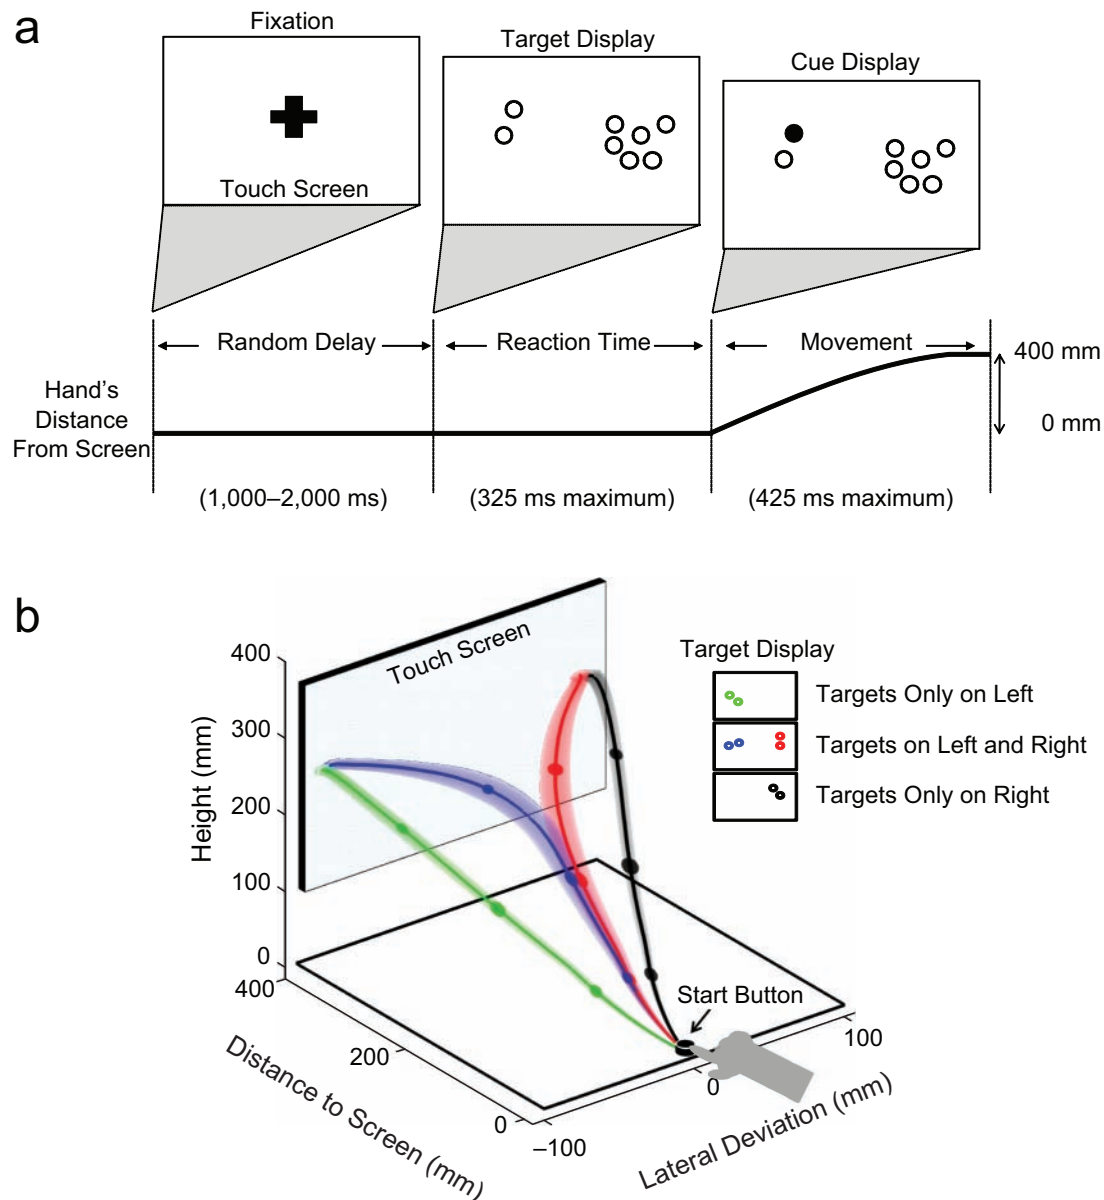 a
Fixation
Touch Screen
Target Display
Cue Display
Random Delay
Reaction Time
Movement
400 mm
0 mm
Hand's
Distance
From Screen
(1,000–2,000 ms)
(325 ms maximum)
(425 ms maximum)
b
Touch Screen
Height (mm)
400
300
200
100
0
400
200
0
Distance to Screen (mm)
–100
0
100
Lateral Deviation (mm)
Start Button
Target Display
Targets Only on Left
Targets on Left and Right
Targets Only on Right